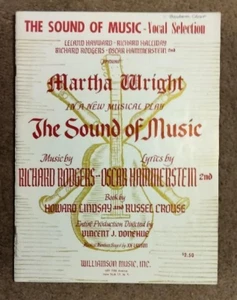 THE SOUND OF MUSIC - Vocal Selection
LELAND HAYWARD - RICHARD HALLIDAY
RICHARD RODGERS - OSCAR HAMMERSTEIN 2nd
present
Martha Wright
IN A NEW MUSICAL PLAY
The Sound of Music
Music by Lyrics by
RICHARD RODGERS - OSCAR HAMMERSTEIN 2nd
Book by
HOWARD LINDSAY and RUSSEL CROUSE
Entire Production Directed by
VINCENT J. DONEHUE
WILLIAMSON MUSIC, INC.